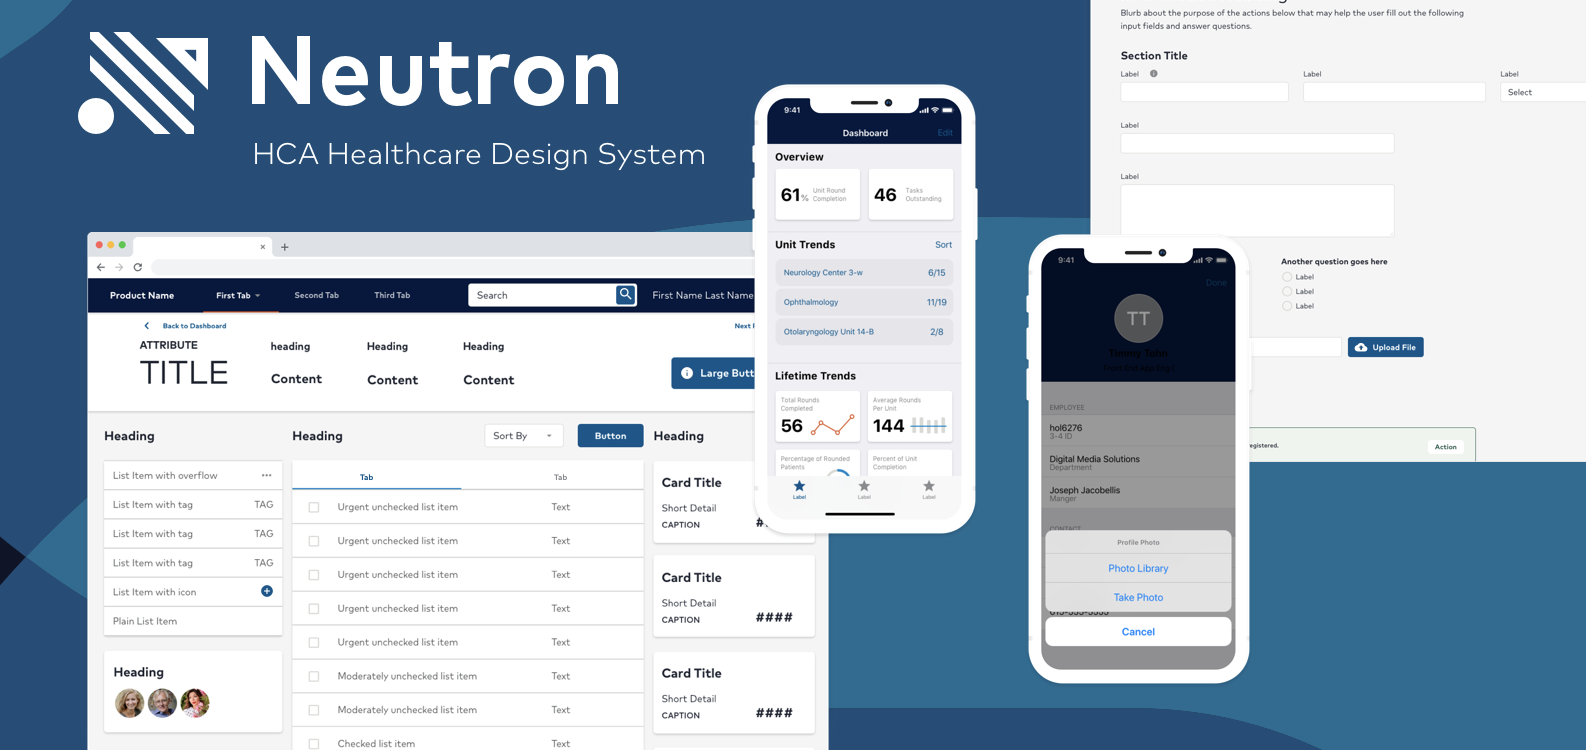 Neutron
HCA Healthcare Design System
Product Name
First Tab
Second Tab
Third Tab
Search
First Name Last Name
Back to Dashboard
Next
ATTRIBUTE
TITLE
heading
Content
Heading
Content
Heading
Content
Large Butt
Heading
List Item with overflow
List Item with tag TAG
List Item with tag TAG
List Item with tag TAG
List Item with icon
Plain List Item
Heading
Heading
Sort By
Button
Tab
Tab
Urgent unchecked list item Text
Urgent unchecked list item Text
Urgent unchecked list item Text
Urgent unchecked list item Text
Urgent unchecked list item Text
Moderately unchecked list item Text
Moderately unchecked list item Text
Checked list item Text
Heading
Card Title
Short Detail
CAPTION
#
Card Title
Short Detail
CAPTION ####
Card Title
Short Detail
CAPTION ####
9:41
Dashboard
Edit
Overview
61%
Unit Round
Completion
46
Tasks
Outstanding
Unit Trends
Sort
Neurology Center 3-w 6/15
Ophthalmology 11/19
Otolaryngology Unit 14-B 2/8
Lifetime Trends
Total Rounds
Completed
56
Average Rounds
Per Unit
144
Percentage of Rounded
Patients
Percent of Unit
Completion
Label
Label
Label
Blurb about the purpose of the actions below that may help the user fill out the following
input fields and answer questions.
Section Title
Label
Label
Label
Select
Label
Label
Another question goes here
Label
Label
Label
Upload File
registered.
Action
9:41
Done
TT
Timmy Tohn
EMPLOYEE
hol6276
3-4 ID
Digital Media Solutions
Department
Joseph Jacobellis
Manger
CONTACT
Profile Photo
Photo Library
Take Photo
615-555-5555
Cancel